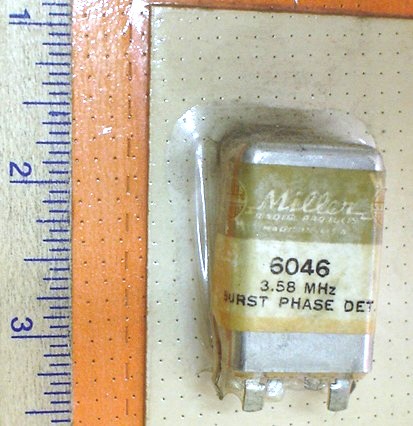 1
2
3
Miller
6046
3.58 MHz
BURST PHASE DET.